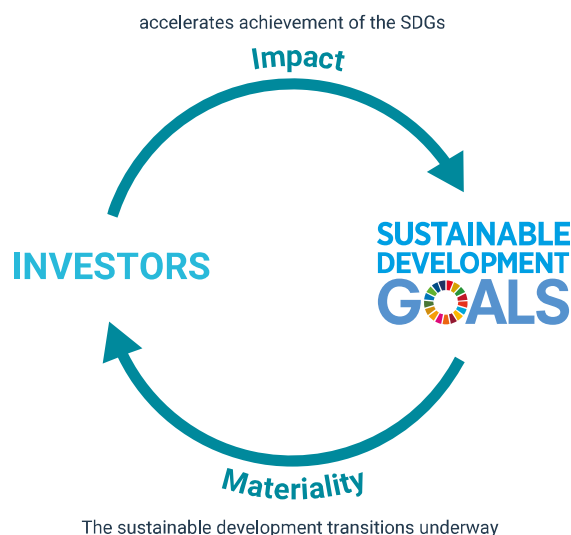 accelerates achievement of the SDGs
Impact
INVESTORS
SUSTAINABLE
DEVELOPMENT
GOALS
Materiality
The sustainable development transitions underway